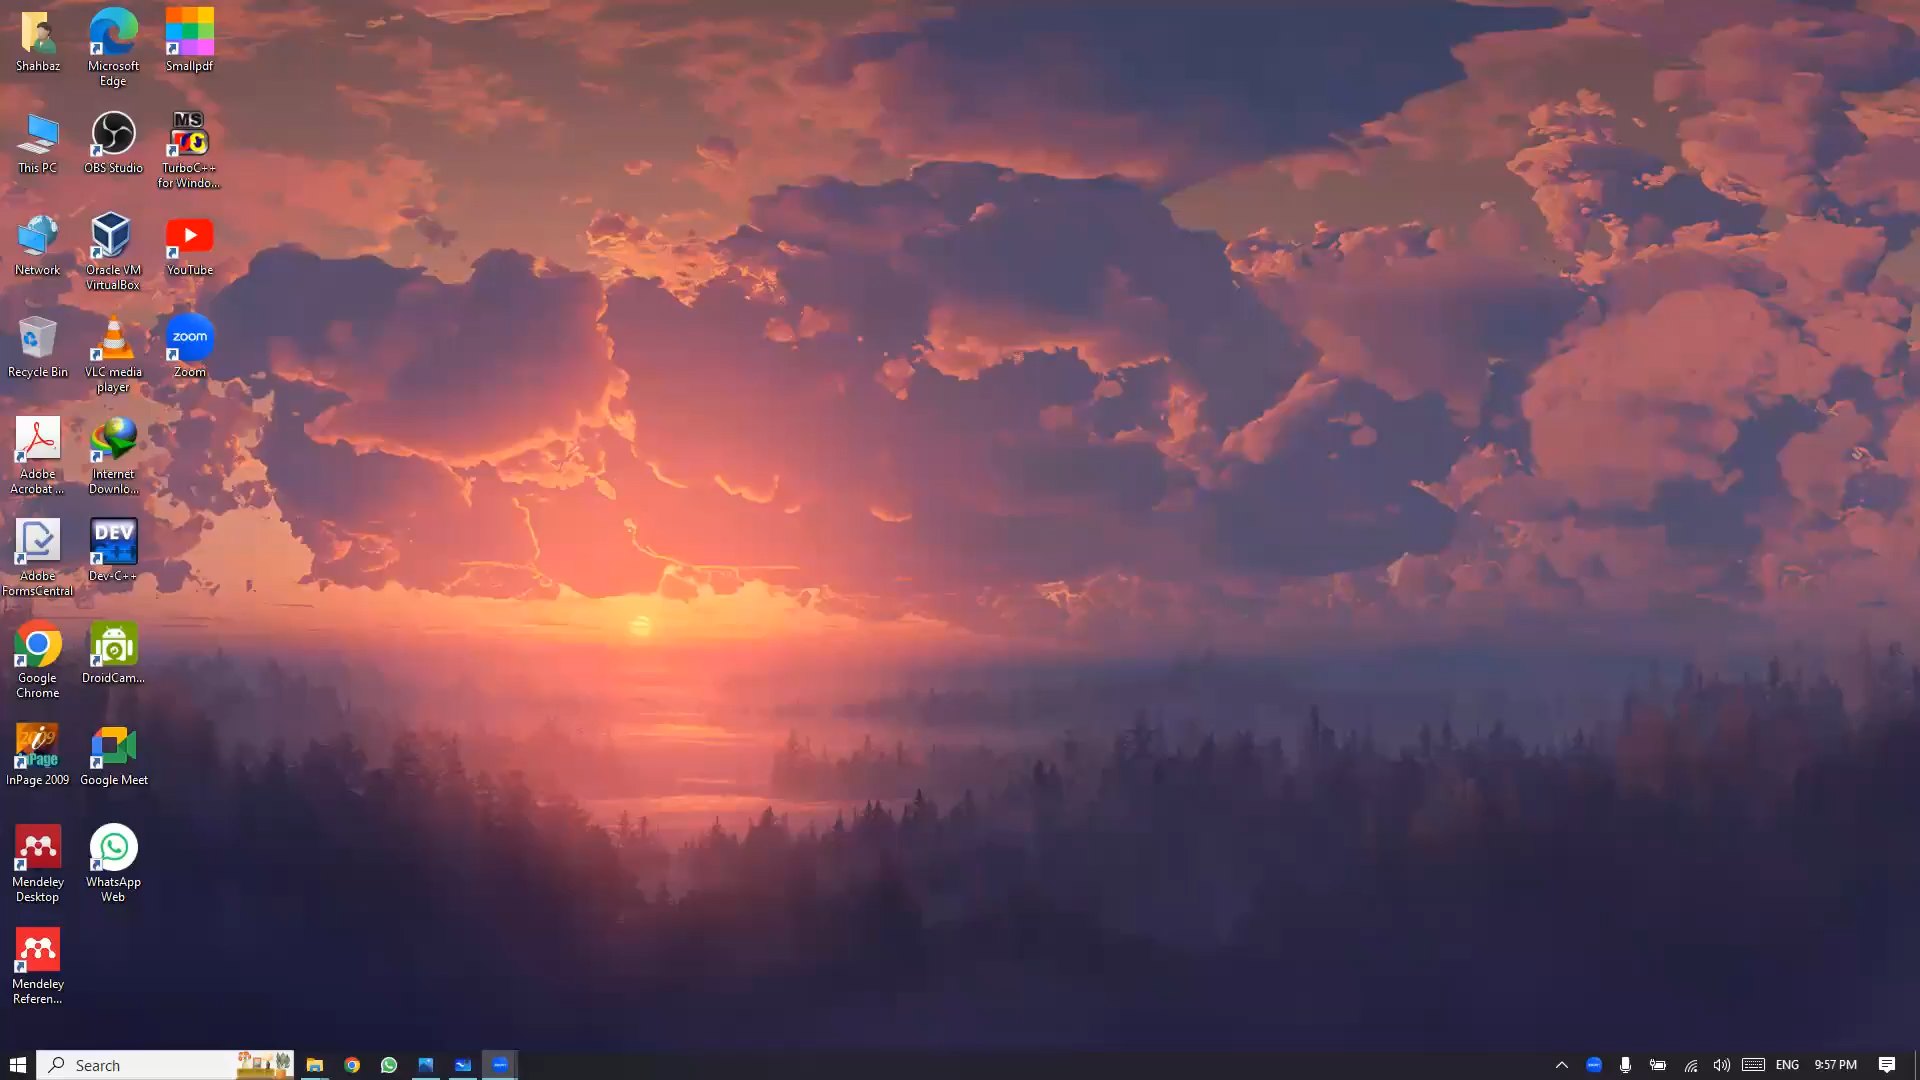 Shahbaz
Microsoft
Edge
Smallpdf
This PC
OBS Studio
MS
TurboC++
for Windo...
Network
Oracle VM
VirtualBox
YouTube
Recycle Bin
VLC media
player
zoom
Zoom
Adobe
Acrobat ...
Internet
Downlo...
DEV
Adobe
FormsCentral
Dev-C++
Google
Chrome
DroidCam...
2009
InPage
InPage 2009
Google Meet
Mendeley
Desktop
WhatsApp
Web
Mendeley
Referen...
Search
ENG
9:57 PM